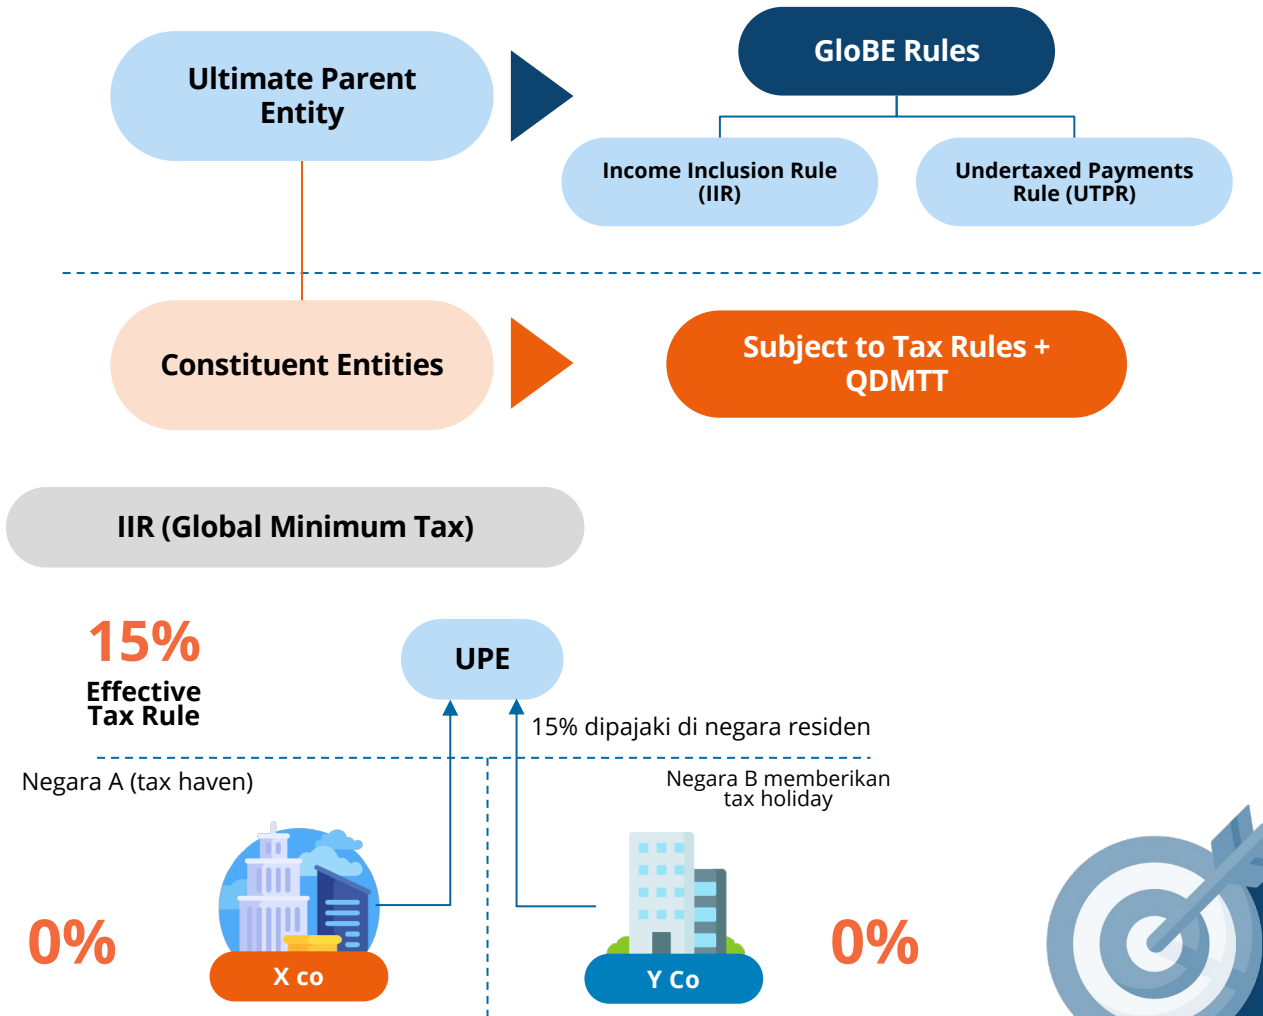 Ultimate Parent
Entity
GloBE Rules
Income Inclusion Rule
(IIR)
Undertaxed Payments
Rule (UTPR)
Constituent Entities
Subject to Tax Rules +
QDMTT
IIR (Global Minimum Tax)
15%
Effective
Tax Rule
UPE
15% dipajaki di negara residen
Negara A (tax haven)
Negara B memberikan
tax holiday
0%
X co
Y Co
0%